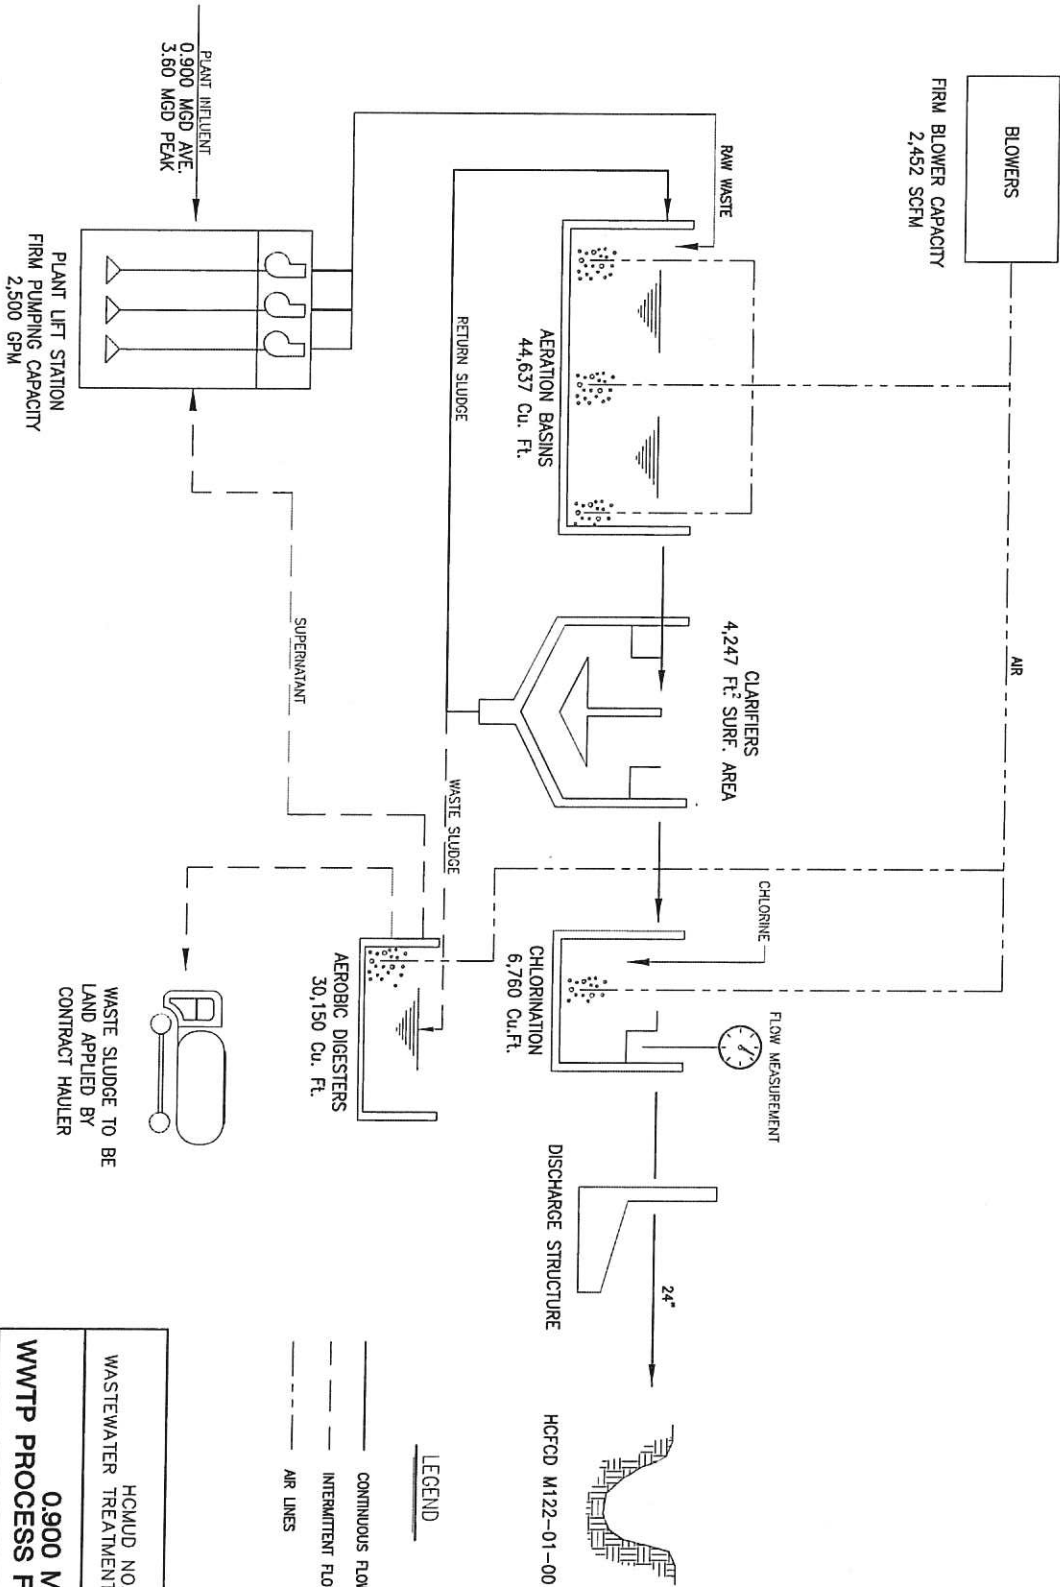 BLOWERS
FIRM BLOWER CAPACITY
2,452 SCFM
AIR
RAW WASTE
PLANT INFLUENT
0.900 MGD AVE.
3.60 MGD PEAK
PLANT LIFT STATION
FIRM PUMPING CAPACITY
2,500 GPM
AERATION BASINS
44,637 Cu. Ft.
RETURN SLUDGE
CLARIFIERS
4,247 Ft.² SURF. AREA
WASTE SLUDGE
SUPERNATANT
CHLORINE
CHLORINATION
6,760 Cu.Ft.
FLOW MEASUREMENT
AEROBIC DIGESTERS
30,150 Cu. Ft.
WASTE SLUDGE TO BE
LAND APPLIED BY
CONTRACT HAULER
DISCHARGE STRUCTURE
24"
HCFCD M122-01-00
LEGEND
CONTINUOUS FLOW
INTERMITTENT FLO
AIR LINES
HCMUD NO.
WASTEWATER TREATMENT
0.900 M
WWTP PROCESS F